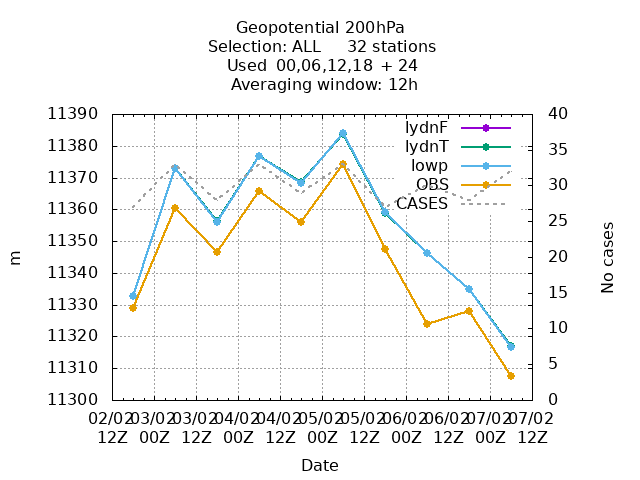 Geopotential 200hPa
Selection: ALL 32 stations
Used 00,06,12,18 + 24
Averaging window: 12h
11390
11380
11370
11360
11350
11340
11330
11320
11310
11300
m
40
35
30
25
20
15
10
5
0
No cases
lydnF
lydnT
lowp
OBS
CASES
02/02 03/02 03/02 04/02 04/02 05/02 05/02 06/02 06/02 07/02 07/02
12Z 00Z 12Z 00Z 12Z 00Z 12Z 00Z 12Z 00Z 12Z
Date